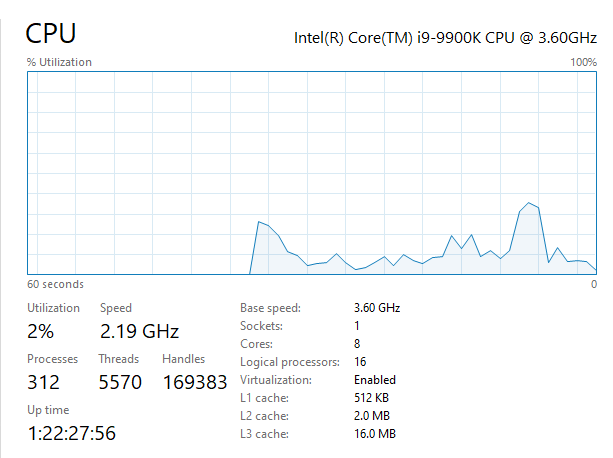 CPU
Intel(R) Core(TM) i9-9900K CPU @ 3.60GHz
% Utilization
100%
60 seconds
0
Utilization
Speed
2%
2.19 GHz
Processes
Threads
Handles
312
5570
169383
Up time
1:22:27:56
Base speed:
3.60 GHz
Sockets:
1
Cores:
8
Logical processors:
16
Virtualization:
Enabled
L1 cache:
512 KB
L2 cache:
2.0 MB
L3 cache:
16.0 MB